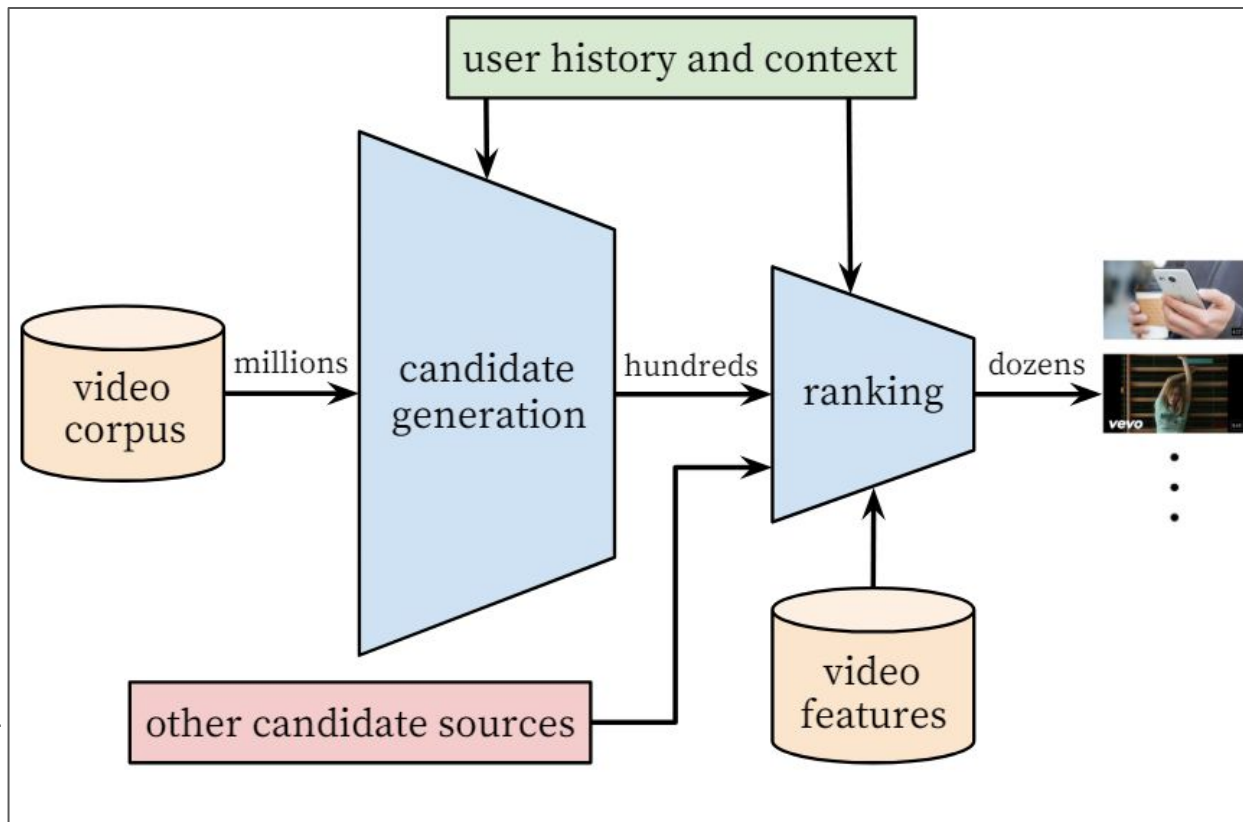 user history and context
video
corpus
millions
candidate
generation
hundreds
ranking
dozens
vevo
other candidate sources
video
features